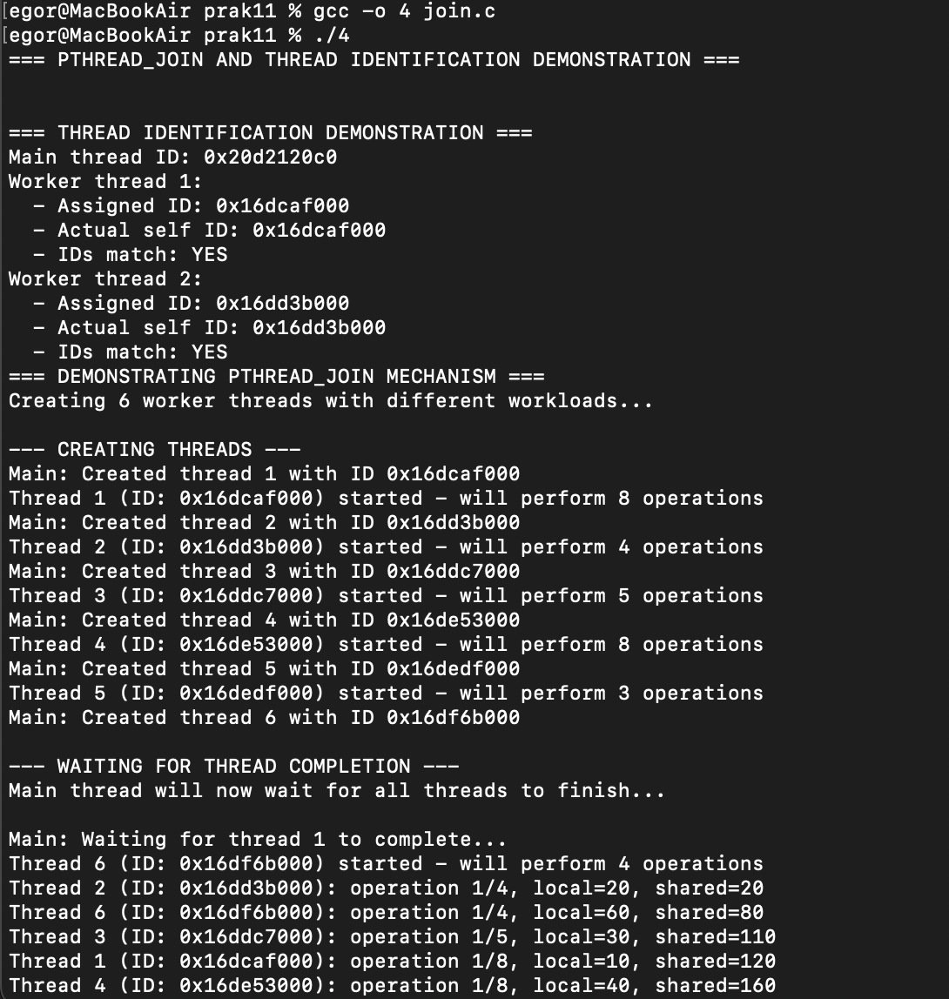 [egor@MacBookAir prak11 % gcc -o 4 join.c
[egor@MacBookAir prak11 % ./4
=== PTHREAD_JOIN AND THREAD IDENTIFICATION DEMONSTRATION ===
=== THREAD IDENTIFICATION DEMONSTRATION ===
Main thread ID: 0x20d2120c0
Worker thread 1:
  - Assigned ID: 0x16dcaf000
  - Actual self ID: 0x16dcaf000
  - IDs match: YES
Worker thread 2:
  - Assigned ID: 0x16dd3b000
  - Actual self ID: 0x16dd3b000
  - IDs match: YES
=== DEMONSTRATING PTHREAD_JOIN MECHANISM ===
Creating 6 worker threads with different workloads...
--- CREATING THREADS ---
Main: Created thread 1 with ID 0x16dcaf000
Thread 1 (ID: 0x16dcaf000) started - will perform 8 operations
Main: Created thread 2 with ID 0x16dd3b000
Thread 2 (ID: 0x16dd3b000) started - will perform 4 operations
Main: Created thread 3 with ID 0x16ddc7000
Thread 3 (ID: 0x16ddc7000) started - will perform 5 operations
Main: Created thread 4 with ID 0x16de53000
Thread 4 (ID: 0x16de53000) started - will perform 8 operations
Main: Created thread 5 with ID 0x16dedf000
Thread 5 (ID: 0x16dedf000) started - will perform 3 operations
Main: Created thread 6 with ID 0x16df6b000
--- WAITING FOR THREAD COMPLETION ---
Main thread will now wait for all threads to finish...
Main: Waiting for thread 1 to complete...
Thread 6 (ID: 0x16df6b000) started - will perform 4 operations
Thread 2 (ID: 0x16dd3b000): operation 1/4, local=20, shared=20
Thread 6 (ID: 0x16df6b000): operation 1/4, local=60, shared=80
Thread 3 (ID: 0x16ddc7000): operation 1/5, local=30, shared=110
Thread 1 (ID: 0x16dcaf000): operation 1/8, local=10, shared=120
Thread 4 (ID: 0x16de53000): operation 1/8, local=40, shared=160